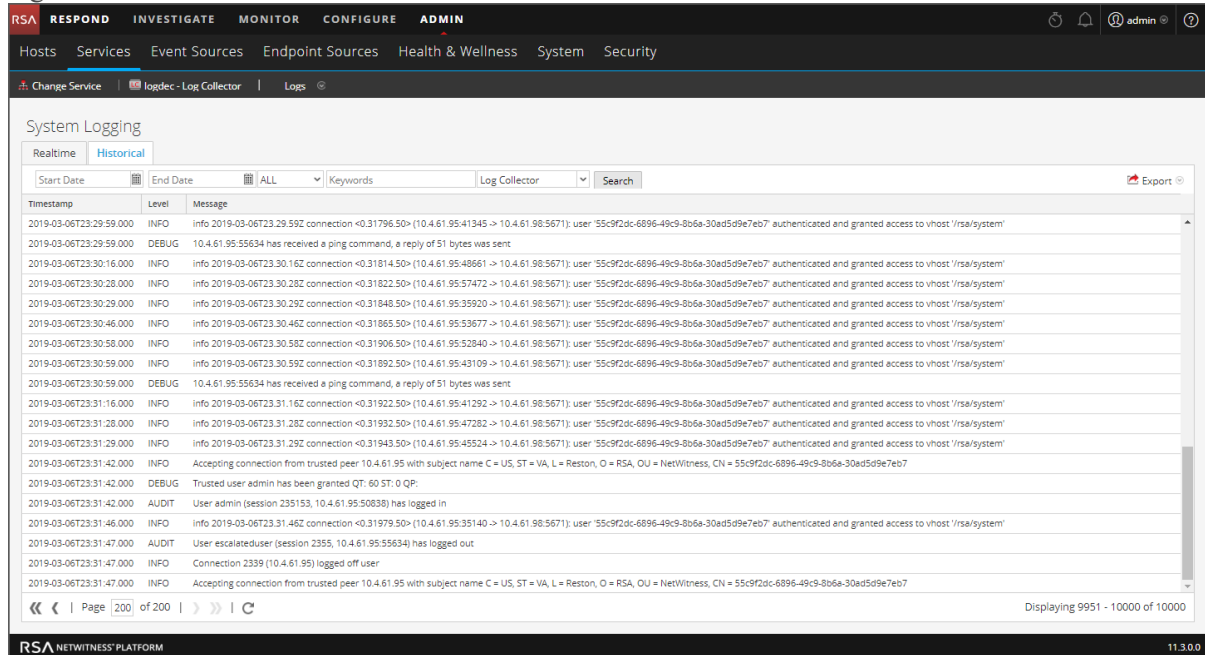 RSA RESPOND INVESTIGATE MONITOR CONFIGURE ADMIN admin
Hosts Services Event Sources Endpoint Sources Health & Wellness System Security
Change Service | logdec - Log Collector | Logs
System Logging
Realtime Historical
Start Date End Date ALL Keywords Log Collector Search Export
Timestamp Level Message
2019-03-06T23:29:59.000 INFO info 2019-03-06T23.29.59Z connection <0.31796.50> (10.4.61.95:41345 -> 10.4.61.98:5671): user '55c9f2dc-6896-49c9-8b6a-30ad5d9e7eb7' authenticated and granted access to vhost '/rsa/system'
2019-03-06T23:29:59.000 DEBUG 10.4.61.95:55634 has received a ping command, a reply of 51 bytes was sent
2019-03-06T23:30:16.000 INFO info 2019-03-06T23.30.16Z connection <0.31814.50> (10.4.61.95:48661 -> 10.4.61.98:5671): user '55c9f2dc-6896-49c9-8b6a-30ad5d9e7eb7' authenticated and granted access to vhost '/rsa/system'
2019-03-06T23:30:28.000 INFO info 2019-03-06T23.30.28Z connection <0.31822.50> (10.4.61.95:57472 -> 10.4.61.98:5671): user '55c9f2dc-6896-49c9-8b6a-30ad5d9e7eb7' authenticated and granted access to vhost '/rsa/system'
2019-03-06T23:30:29.000 INFO info 2019-03-06T23.30.29Z connection <0.31848.50> (10.4.61.95:35920 -> 10.4.61.98:5671): user '55c9f2dc-6896-49c9-8b6a-30ad5d9e7eb7' authenticated and granted access to vhost '/rsa/system'
2019-03-06T23:30:46.000 INFO info 2019-03-06T23.30.46Z connection <0.31865.50> (10.4.61.95:53677 -> 10.4.61.98:5671): user '55c9f2dc-6896-49c9-8b6a-30ad5d9e7eb7' authenticated and granted access to vhost '/rsa/system'
2019-03-06T23:30:58.000 INFO info 2019-03-06T23.30.58Z connection <0.31906.50> (10.4.61.95:52840 -> 10.4.61.98:5671): user '55c9f2dc-6896-49c9-8b6a-30ad5d9e7eb7' authenticated and granted access to vhost '/rsa/system'
2019-03-06T23:30:59.000 INFO info 2019-03-06T23.30.59Z connection <0.31892.50> (10.4.61.95:43109 -> 10.4.61.98:5671): user '55c9f2dc-6896-49c9-8b6a-30ad5d9e7eb7' authenticated and granted access to vhost '/rsa/system'
2019-03-06T23:30:59.000 DEBUG 10.4.61.95:55634 has received a ping command, a reply of 51 bytes was sent
2019-03-06T23:31:16.000 INFO info 2019-03-06T23.31.16Z connection <0.31922.50> (10.4.61.95:41292 -> 10.4.61.98:5671): user '55c9f2dc-6896-49c9-8b6a-30ad5d9e7eb7' authenticated and granted access to vhost '/rsa/system'
2019-03-06T23:31:28.000 INFO info 2019-03-06T23.31.28Z connection <0.31932.50> (10.4.61.95:47282 -> 10.4.61.98:5671): user '55c9f2dc-6896-49c9-8b6a-30ad5d9e7eb7' authenticated and granted access to vhost '/rsa/system'
2019-03-06T23:31:29.000 INFO info 2019-03-06T23.31.29Z connection <0.31943.50> (10.4.61.95:45524 -> 10.4.61.98:5671): user '55c9f2dc-6896-49c9-8b6a-30ad5d9e7eb7' authenticated and granted access to vhost '/rsa/system'
2019-03-06T23:31:42.000 INFO Accepting connection from trusted peer 10.4.61.95 with subject name C = US, ST = VA, L = Reston, O = RSA, OU = NetWitness, CN = 55c9f2dc-6896-49c9-8b6a-30ad5d9e7eb7
2019-03-06T23:31:42.000 DEBUG Trusted user admin has been granted QT: 60 ST: 0 QP:
2019-03-06T23:31:42.000 AUDIT User admin (session 235153, 10.4.61.95:50838) has logged in
2019-03-06T23:31:46.000 INFO info 2019-03-06T23.31.46Z connection <0.31979.50> (10.4.61.95:35140 -> 10.4.61.98:5671): user '55c9f2dc-6896-49c9-8b6a-30ad5d9e7eb7' authenticated and granted access to vhost '/rsa/system'
2019-03-06T23:31:47.000 AUDIT User escalateduser (session 2355, 10.4.61.95:55634) has logged out
2019-03-06T23:31:47.000 INFO Connection 2339 (10.4.61.95) logged off user
2019-03-06T23:31:47.000 INFO Accepting connection from trusted peer 10.4.61.95 with subject name C = US, ST = VA, L = Reston, O = RSA, OU = NetWitness, CN = 55c9f2dc-6896-49c9-8b6a-30ad5d9e7eb7
| Page 200 of 200 | | Displaying 9951 - 10000 of 10000
RSA NETWITNESS® PLATFORM 11.3.0.0